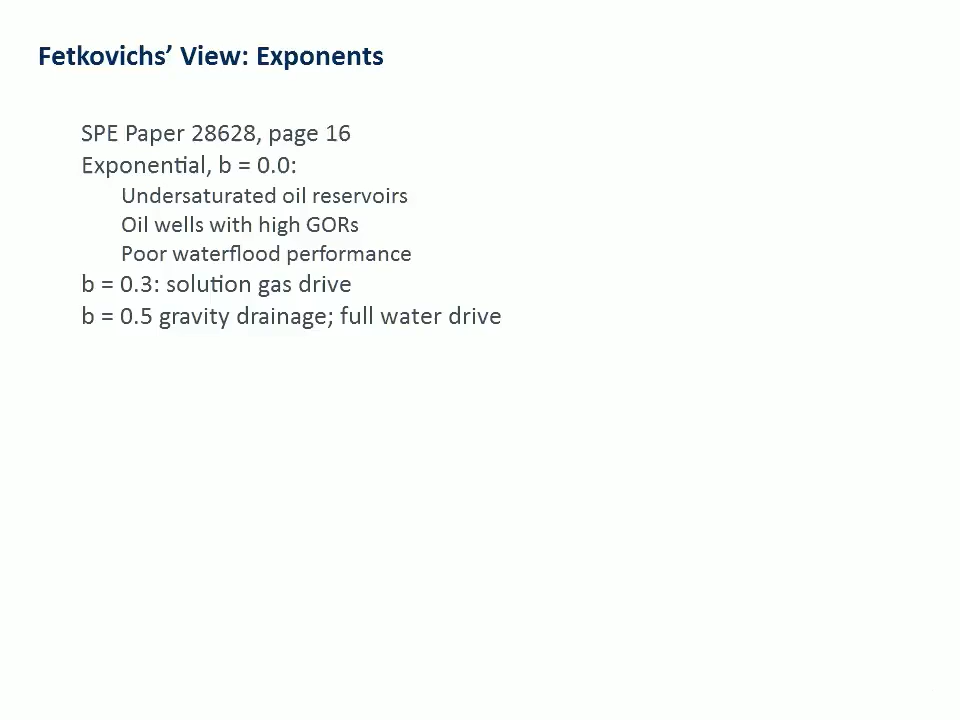 Fetkovichs’ View: Exponents
SPE Paper 28628, page 16
Exponential, b = 0.0:
Undersaturated oil reservoirs
Oil wells with high GORs
Poor waterflood performance
b = 0.3: solution gas drive
b = 0.5 gravity drainage; full water drive